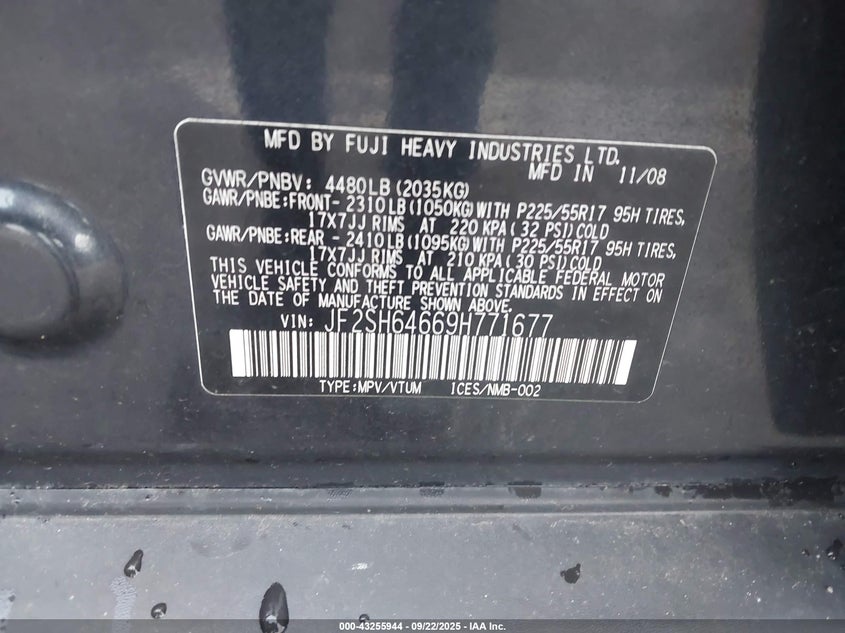 MFD BY FUJI HEAVY INDUSTRIES LTD.
MFD IN 11/08
GVWR/PNBV: 4480LB (2035KG)
GAWR/PNBE:FRONT- 2310LB (1050KG) WITH P225/55R17 95H TIRES,
17X7JJ RIMS AT 220 KPA ( 32 PSI) COLD
GAWR/PNBE:REAR - 2410LB (1095KG) WITH P225/55R17 95H TIRES,
17X7JJ RIMS AT 210 KPA ( 30 PSI) COLD
THIS VEHICLE CONFORMS TO ALL APPLICABLE FEDERAL MOTOR
VEHICLE SAFETY AND THEFT PREVENTION STANDARDS IN EFFECT ON
THE DATE OF MANUFACTURE SHOWN ABOVE.
VIN: JF2SH64669H771677
TYPE:MPV/VTUM ICES/NMB-002
000-43255944 - 09/22/2025 - IAA Inc.